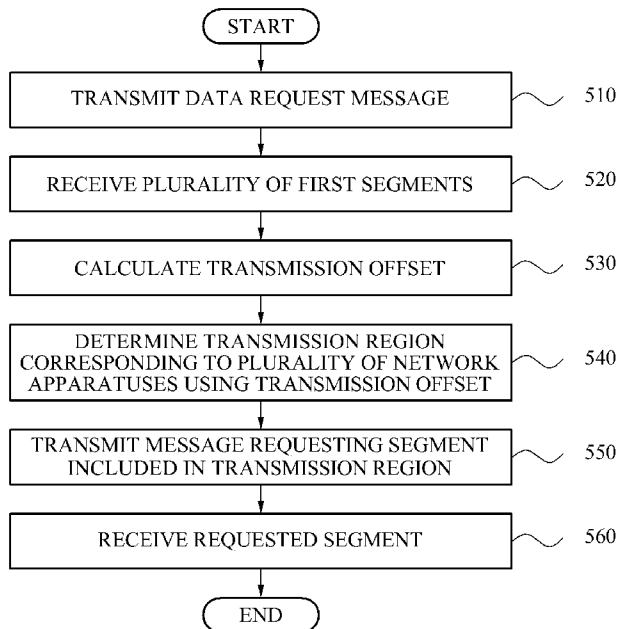 START
TRANSMIT DATA REQUEST MESSAGE
510
RECEIVE PLURALITY OF FIRST SEGMENTS
520
CALCULATE TRANSMISSION OFFSET
530
DETERMINE TRANSMISSION REGION
CORRESPONDING TO PLURALITY OF NETWORK
APPARATUSES USING TRANSMISSION OFFSET
540
TRANSMIT MESSAGE REQUESTING SEGMENT
INCLUDED IN TRANSMISSION REGION
550
RECEIVE REQUESTED SEGMENT
560
END